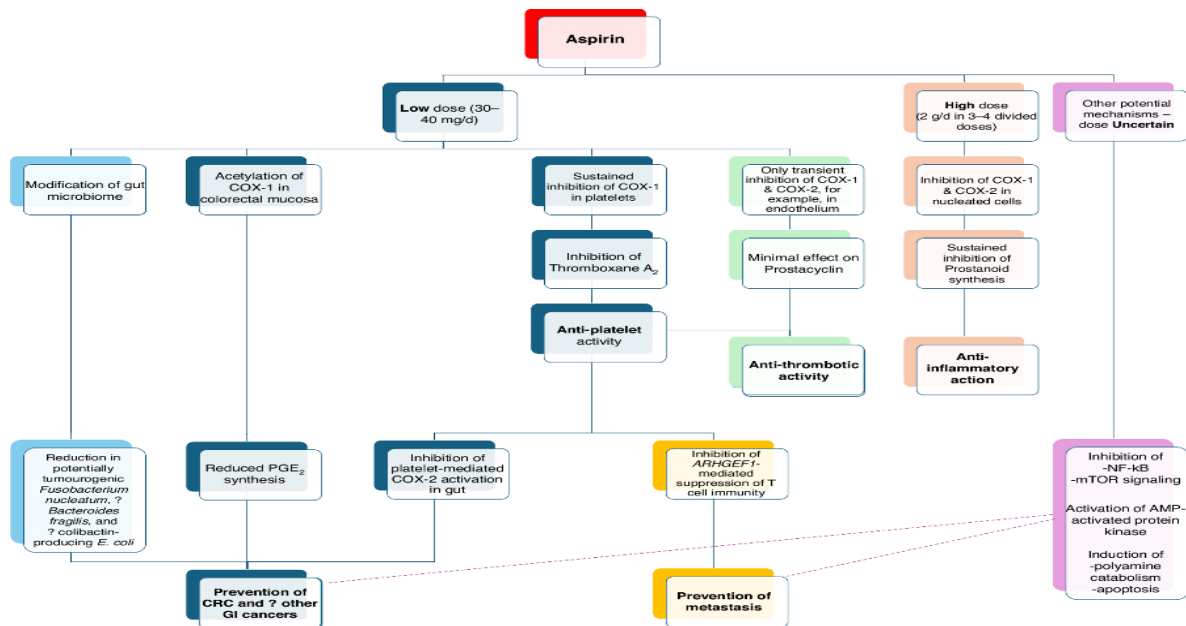 Aspirin
Low dose (30–
40 mg/d)
High dose
(2 g/d in 3–4 divided
doses)
Other potential
mechanisms –
dose Uncertain
Modification of gut
microbiome
Acetylation of
COX-1 in
colorectal mucosa
Sustained
inhibition of COX-1
in platelets
Only transient
inhibition of COX-1
& COX-2, for
example, in
endothelium
Inhibition of COX-1
& COX-2 in
nucleated cells
Inhibition of
Thromboxane A₂
Minimal effect on
Prostacyclin
Sustained
inhibition of
Prostanoid
synthesis
Anti-platelet
activity
Anti-thrombotic
activity
Anti-
inflammatory
action
Reduction in
potentially
tumourogenic
Fusobacterium
nucleatum, ?
Bacteroides
fragilis, and
? colibactin-
producing E. coli
Reduced PGE₂
synthesis
Inhibition of
platelet-mediated
COX-2 activation
in gut
Inhibition of
ARHGEF1-
mediated
suppression of T
cell immunity
Inhibition of
-NF-kB
-mTOR signaling
Activation of AMP-
activated protein
kinase
Induction of
-polyamine
catabolism
-apoptosis
Prevention of
CRC and ? other
GI cancers
Prevention of
metastasis